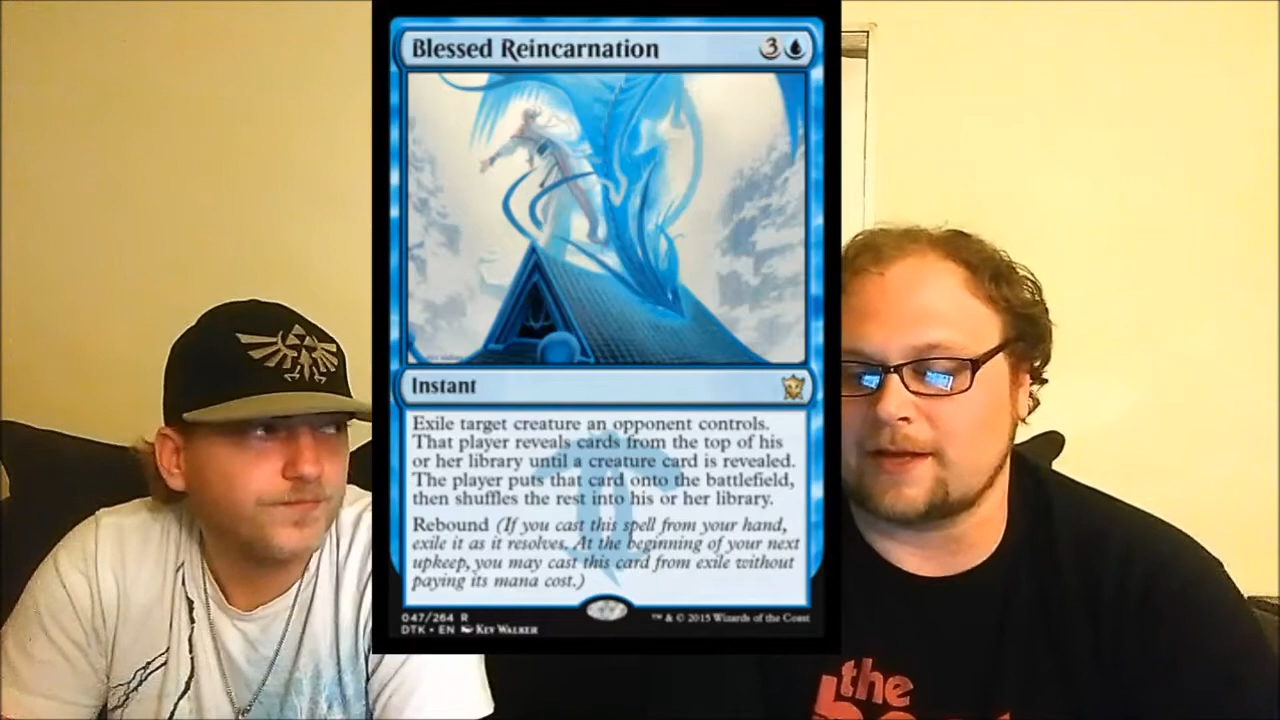 Blessed Reincarnation 3
Instant
Exile target creature an opponent controls.
That player reveals cards from the top of his
or her library until a creature card is revealed.
The player puts that card onto the battlefield,
then shuffles the rest into his or her library.
Rebound (If you cast this spell from your hand,
exile it as it resolves. At the beginning of your next
upkeep, you may cast this card from exile without
paying its mana cost.)
047/264 R
™ & © 2015 Wizards of the Coast
DTK • EN Kev Walker
the